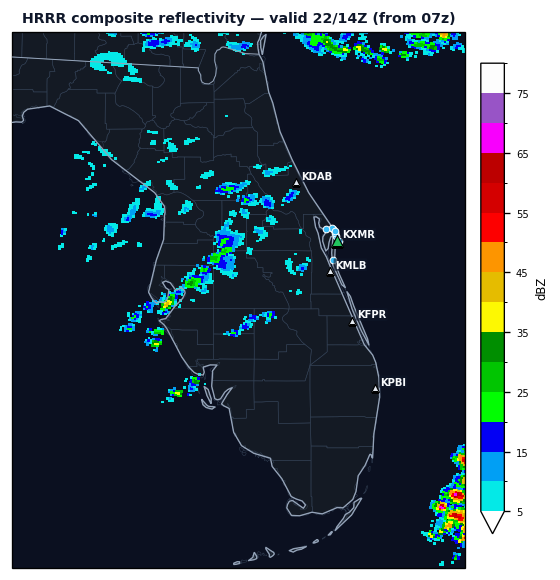 HRRR composite reflectivity — valid 22/14Z (from 07z)
KDAB
KXMR
KMLB
KFPR
KPBI
75
65
55
45
35
25
15
5
dBZ